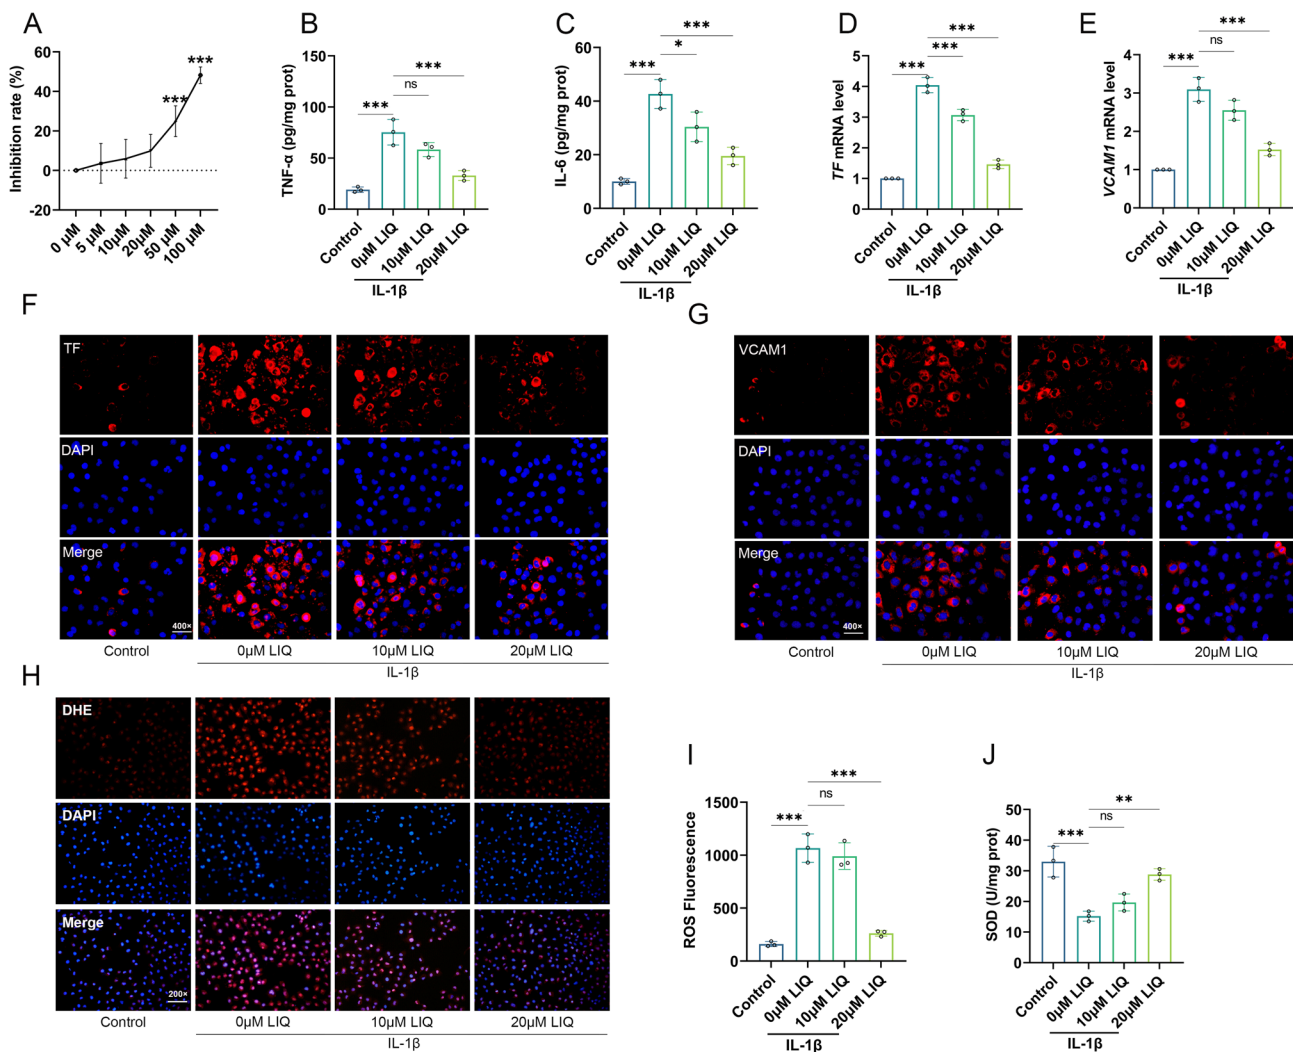 A
Inhibition rate (%)
60
40
20
0
-20
0 μM
5 μM
10μM
20μM
50 μM
100 μM
***
***
B
TNF-α (pg/mg prot)
150
100
50
0
***
ns
***
Control
0μM LIQ
10μM LIQ
20μM LIQ
IL-1β
C
IL-6 (pg/mg prot)
60
40
20
0
***
*
***
Control
0μM LIQ
10μM LIQ
20μM LIQ
IL-1β
D
TF mRNA level
5
4
3
2
1
0
***
***
***
Control
0μM LIQ
10μM LIQ
20μM LIQ
IL-1β
E
VCAM1 mRNA level
4
3
2
1
0
***
ns
***
Control
0μM LIQ
10μM LIQ
20μM LIQ
IL-1β
F
TF
DAPI
Merge
400×
Control
0μM LIQ
10μM LIQ
20μM LIQ
IL-1β
G
VCAM1
DAPI
Merge
400×
Control
0μM LIQ
10μM LIQ
20μM LIQ
IL-1β
H
DHE
DAPI
Merge
200×
Control
0μM LIQ
10μM LIQ
20μM LIQ
IL-1β
I
ROS Fluorescence
1500
1000
500
0
***
ns
***
Control
0μM LIQ
10μM LIQ
20μM LIQ
IL-1β
J
SOD (U/mg prot)
50
40
30
20
10
0
***
ns
**
Control
0μM LIQ
10μM LIQ
20μM LIQ
IL-1β